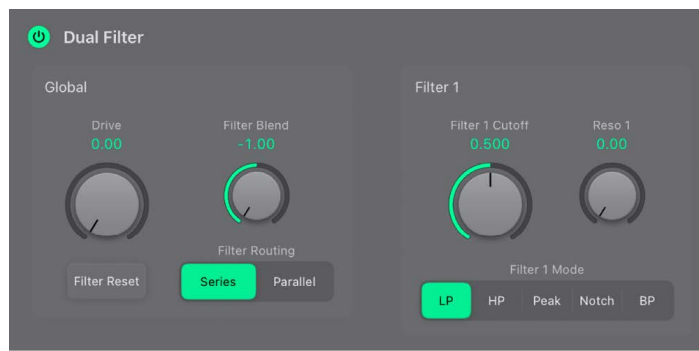 Dual Filter
Global
Drive
0.00
Filter Blend
-1.00
Filter Reset
Filter Routing
Series
Parallel
Filter 1
Filter 1 Cutoff
0.500
Reso 1
0.00
Filter 1 Mode
LP
HP
Peak
Notch
BP